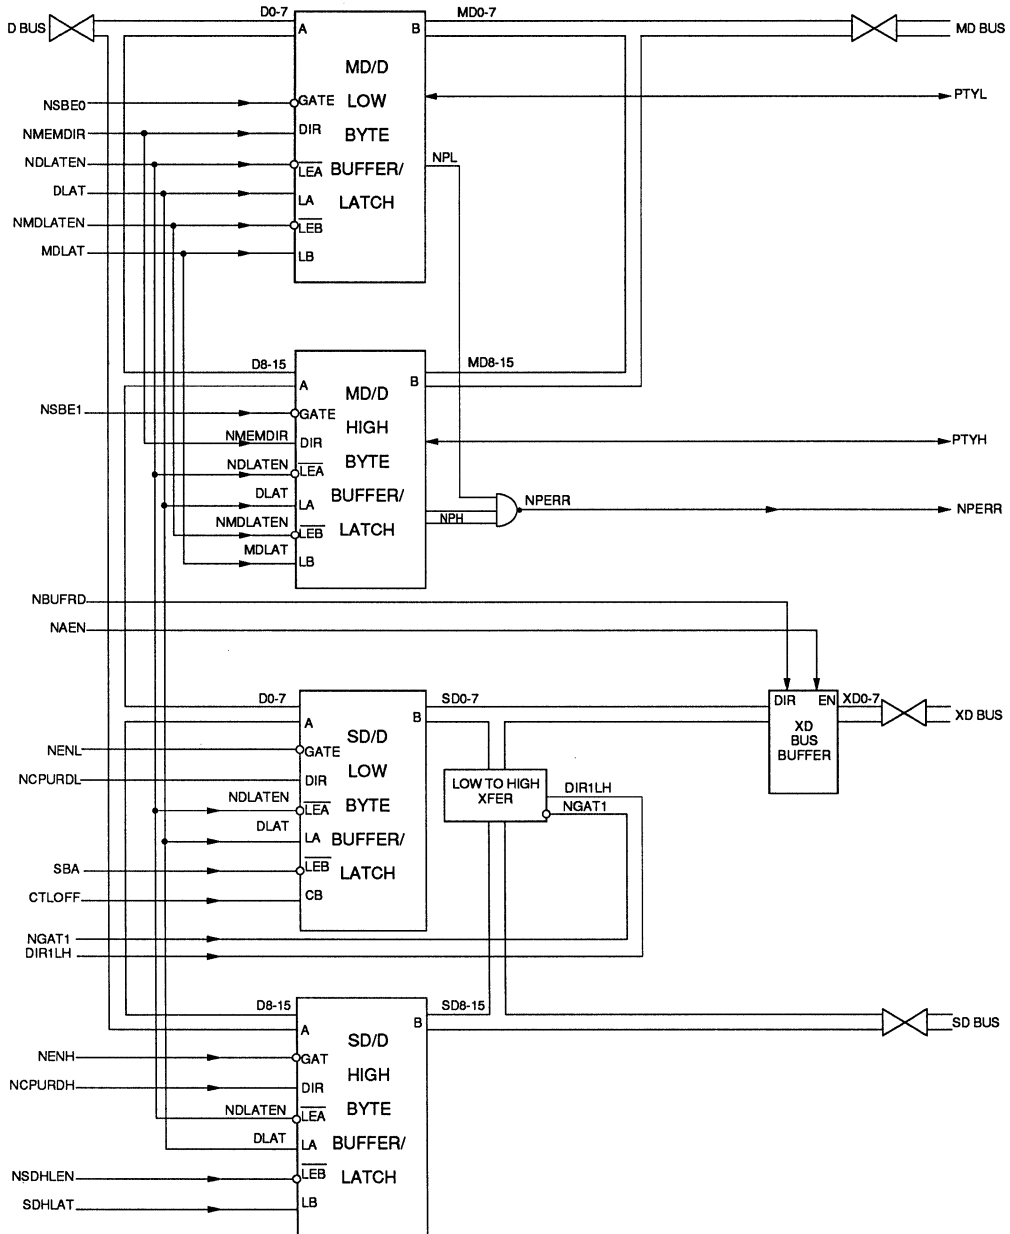 D BUS
D0-7
MD0-7
MD BUS
A
B
MD/D
LOW
BYTE
BUFFER/
LATCH
NSBE0
GATE
PTYL
NMEMDIR
DIR
NDLATEN
LEA
NPL
DLAT
LA
NMDLATEN
LEB
MDLAT
LB
D8-15
MD8-15
A
B
MD/D
HIGH
BYTE
BUFFER/
LATCH
NSBE1
GATE
NMEMDIR
DIR
PTYH
NDLATEN
LEA
DLAT
LA
NPERR
NPERR
NMDLATEN
LEB
NPH
MDLAT
LB
NBUFRD
NAEN
D0-7
SD0-7
DIR
EN
XD0-7
XD BUS
XD
BUS
BUFFER
A
B
SD/D
LOW
BYTE
BUFFER/
LATCH
NENL
GATE
NCPURDL
DIR
LOW TO HIGH
XFER
DIR1LH
NGAT1
NDLATEN
LEA
DLAT
LA
SBA
LEB
CTLOFF
CB
NGAT1
DIR1LH
D8-15
SD8-15
SD BUS
A
B
SD/D
HIGH
BYTE
BUFFER/
LATCH
NENH
GAT
NCPURDH
DIR
NDLATEN
LEA
DLAT
LA
NSDHLEN
LEB
SDHLAT
LB